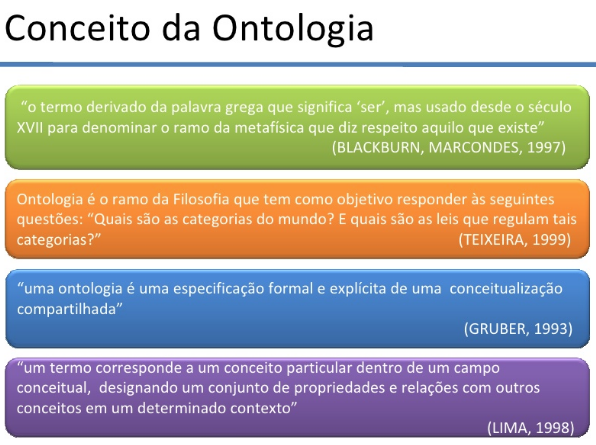 Conceito da Ontologia
“o termo derivado da palavra grega que significa ‘ser’, mas usado desde o século
XVII para denominar o ramo da metafísica que diz respeito aquilo que existe”
(BLACKBURN, MARCONDES, 1997)
Ontologia é o ramo da Filosofia que tem como objetivo responder às seguintes
questões: “Quais são as categorias do mundo? E quais são as leis que regulam tais
categorias?” (TEIXEIRA, 1999)
“uma ontologia é uma especificação formal e explícita de uma conceitualização
compartilhada”
(GRUBER, 1993)
“um termo corresponde a um conceito particular dentro de um campo
conceitual, designando um conjunto de propriedades e relações com outros
conceitos em um determinado contexto”
(LIMA, 1998)